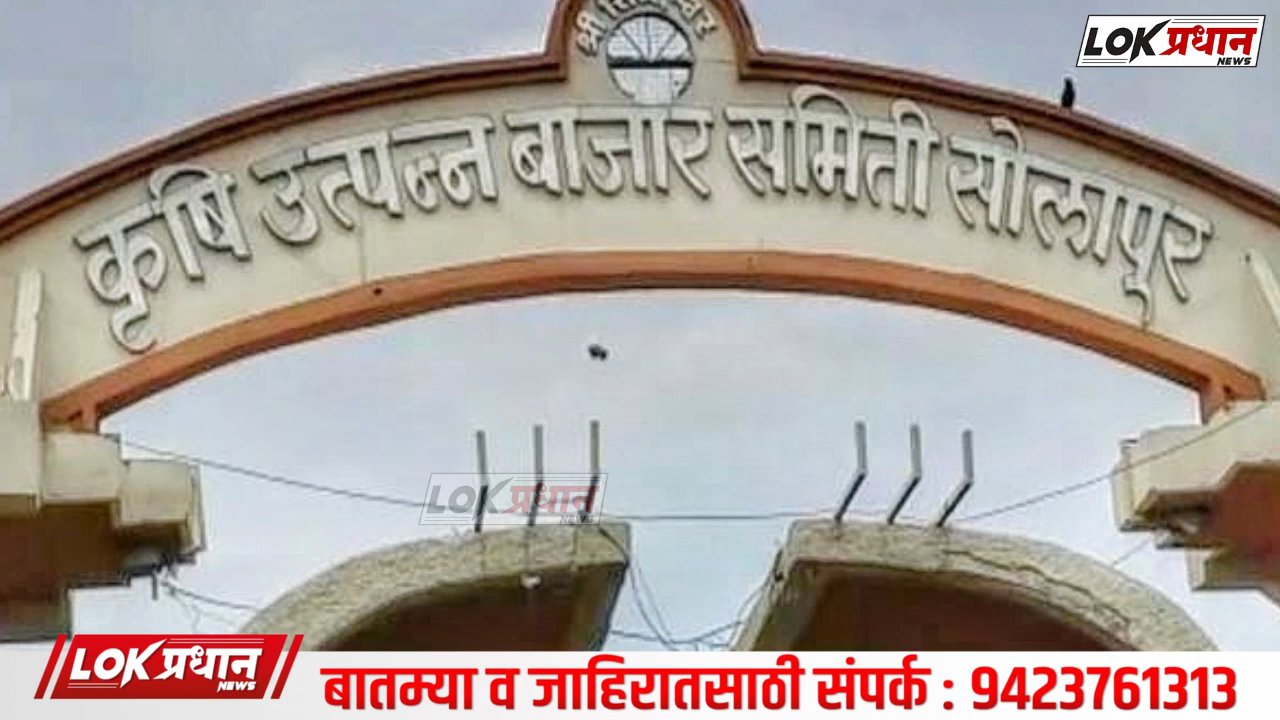 LOK प्रधान
NEWS
श्री
कृषि उत्पन्न बाजार समिती सोलापुर
LOK प्रधान
NEWS
LOK प्रधान
NEWS
बातम्या व जाहिरातसाठी संपर्क : 9423761313